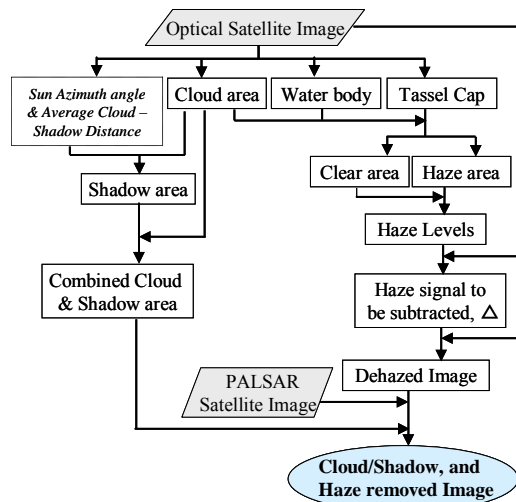 Optical Satellite Image
Sun Azimuth angle
& Average Cloud –
Shadow Distance
Cloud area
Water body
Tassel Cap
Clear area
Haze area
Shadow area
Haze Levels
Combined Cloud
& Shadow area
Haze signal to
be subtracted, △
Dehazed Image
PALSAR
Satellite Image
Cloud/Shadow, and
Haze removed Image